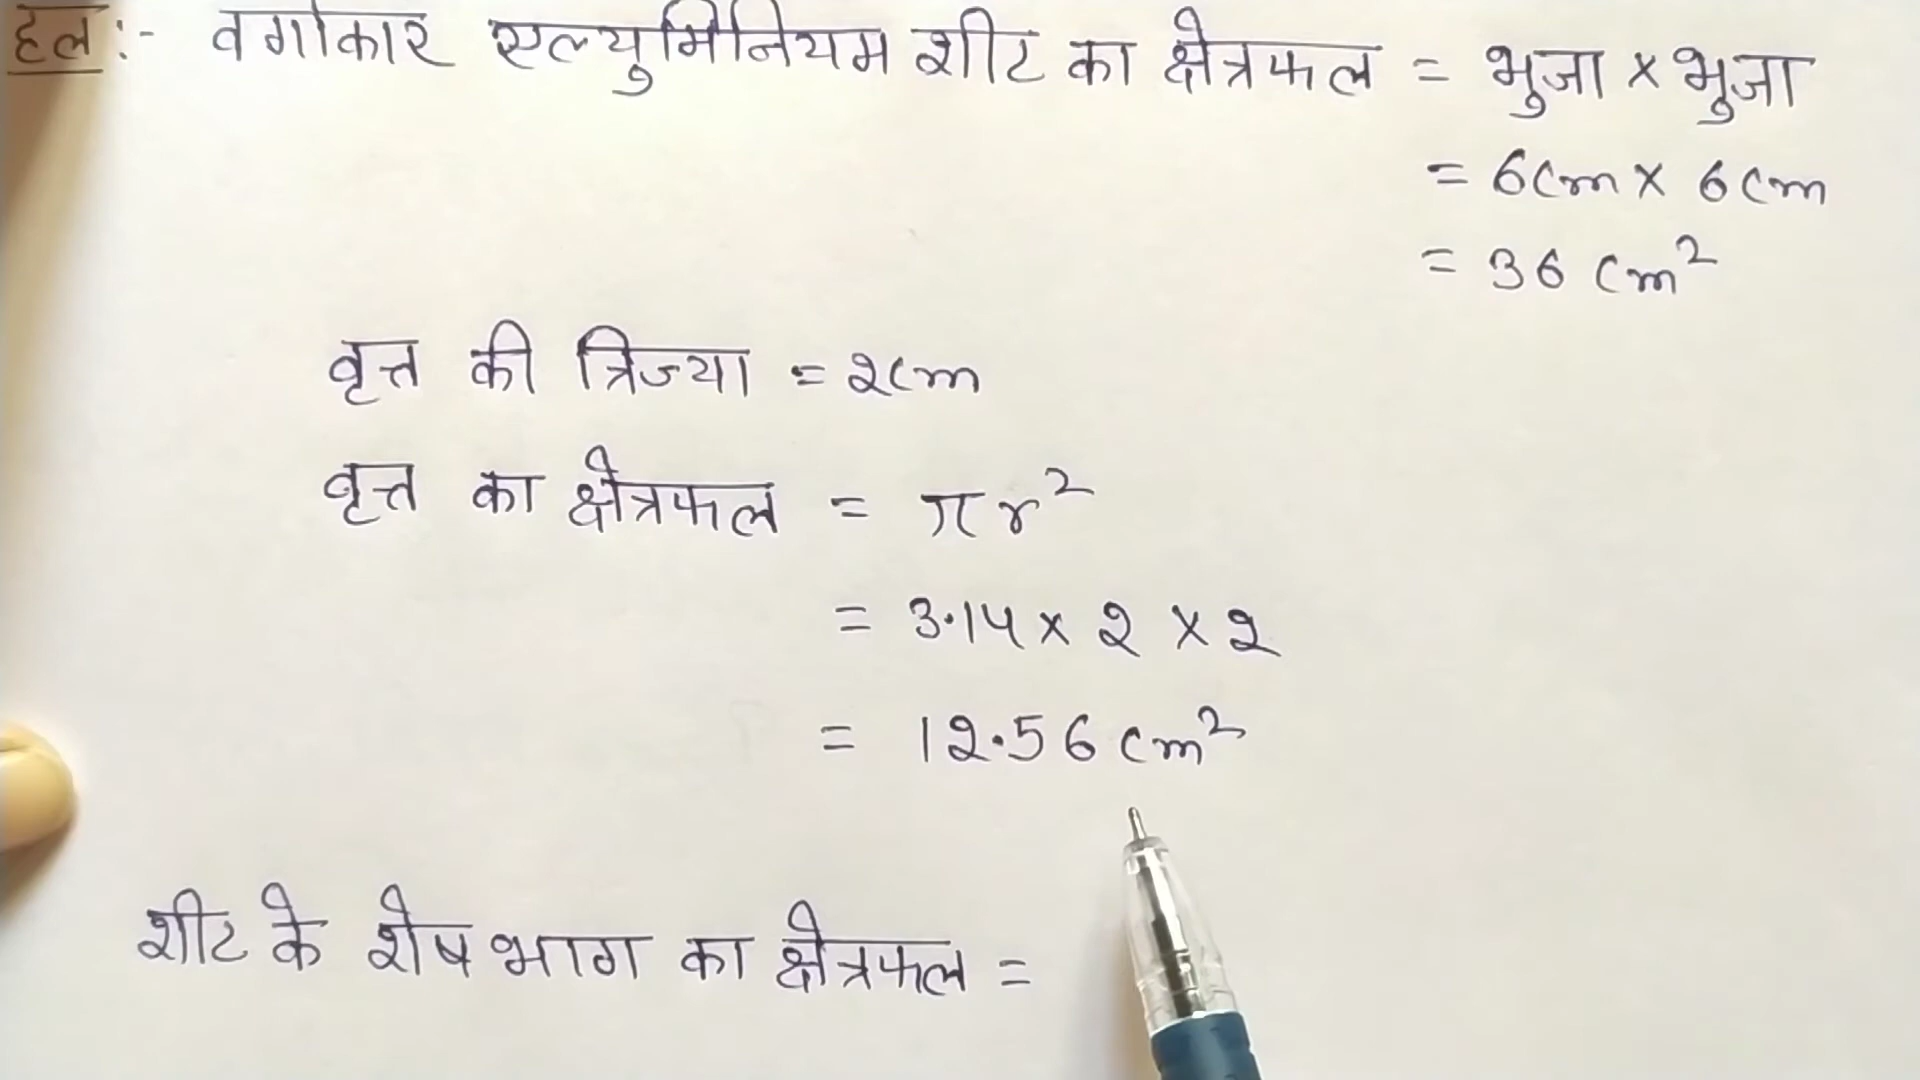 हल :- वर्गाकार एल्युमिनियम शीट का क्षेत्रफल = भुजा × भुजा
= 6cm × 6cm
= 36 cm²
वृत्त की त्रिज्या = 2cm
वृत्त का क्षेत्रफल = πr²
= 3.14 × 2 × 2
= 12.56 cm²
शीट के शेष भाग का क्षेत्रफल =